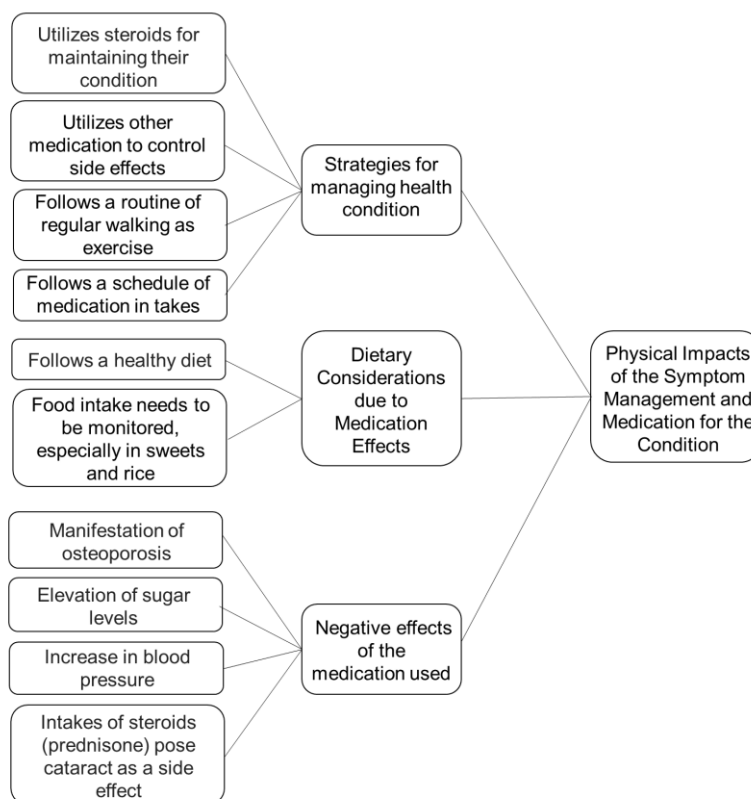 Utilizes steroids for
maintaining their
condition
Utilizes other
medication to control
side effects
Follows a routine of
regular walking as
exercise
Follows a schedule of
medication in takes
Strategies for
managing health
condition
Follows a healthy diet
Food intake needs to
be monitored,
especially in sweets
and rice
Dietary
Considerations
due to
Medication
Effects
Manifestation of
osteoporosis
Elevation of sugar
levels
Increase in blood
pressure
Intakes of steroids
(prednisone) pose
cataract as a side
effect
Negative effects
of the
medication used
Physical Impacts
of the Symptom
Management and
Medication for the
Condition